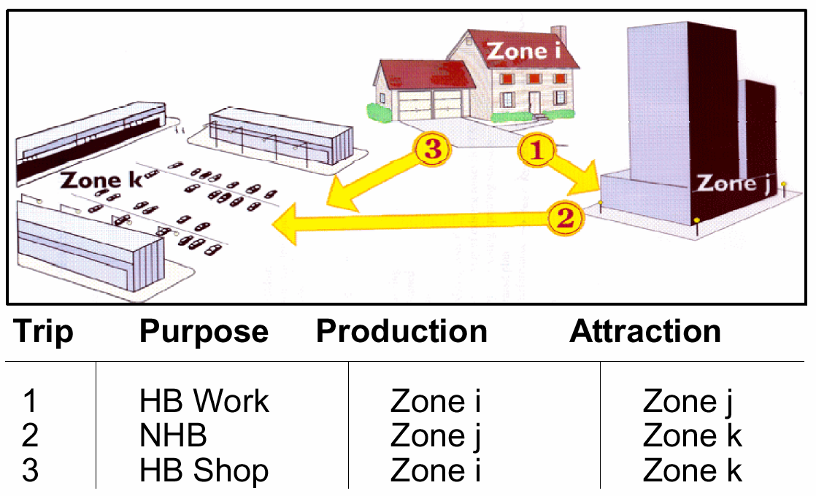 Zone i
3
1
Zone k
Zone j
2
Trip Purpose Production Attraction
1 HB Work Zone i Zone j
2 NHB Zone j Zone k
3 HB Shop Zone i Zone k